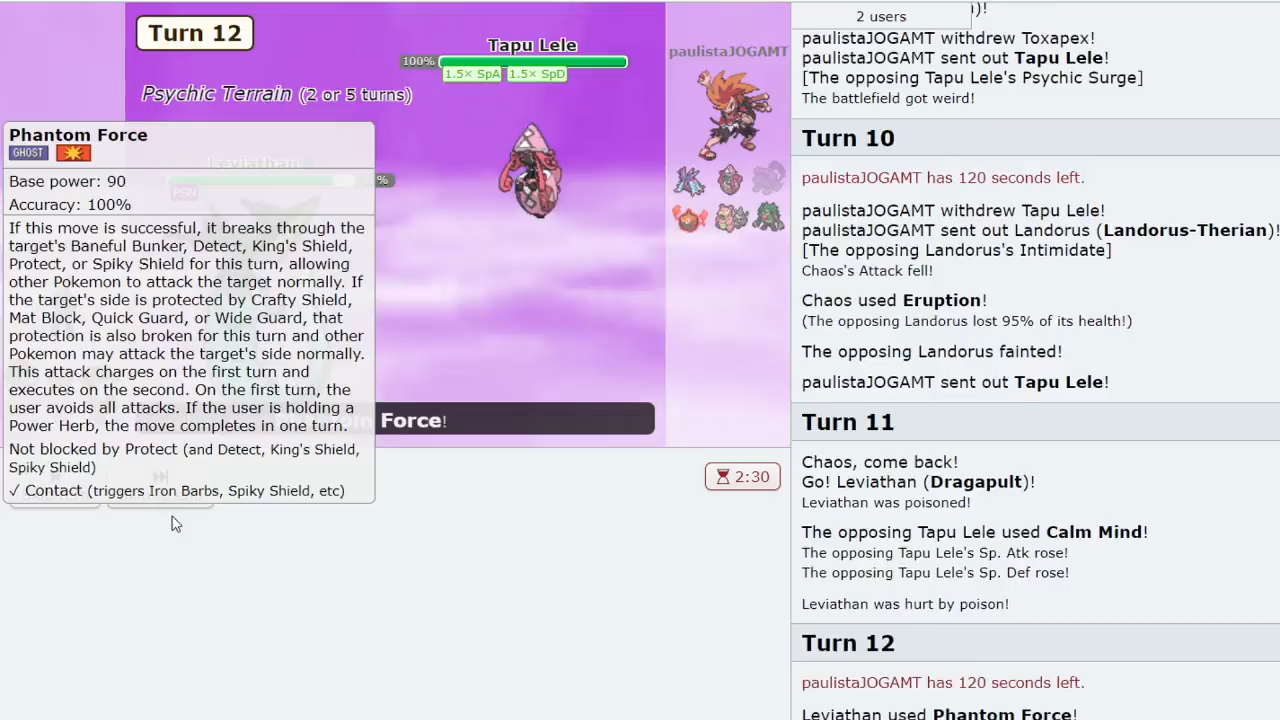 Turn 12
Tapu Lele
100%
1.5× SpA 1.5× SpD
Psychic Terrain (2 or 5 turns)
paulistaJOGAMT
Phantom Force
GHOST
Leviathan
PSN
Base power: 90
Accuracy: 100%
If this move is successful, it breaks through the
target's Baneful Bunker, Detect, King's Shield,
Protect, or Spiky Shield for this turn, allowing
other Pokemon to attack the target normally. If
the target's side is protected by Crafty Shield,
Mat Block, Quick Guard, or Wide Guard, that
protection is also broken for this turn and other
Pokemon may attack the target's side normally.
This attack charges on the first turn and
executes on the second. On the first turn, the
user avoids all attacks. If the user is holding a
Power Herb, the move completes in one turn.
Not blocked by Protect (and Detect, King's Shield,
Spiky Shield)
✓ Contact (triggers Iron Barbs, Spiky Shield, etc)
Force!
2:30
2 users
paulistaJOGAMT withdrew Toxapex!
paulistaJOGAMT sent out Tapu Lele!
[The opposing Tapu Lele's Psychic Surge]
The battlefield got weird!
Turn 10
paulistaJOGAMT has 120 seconds left.
paulistaJOGAMT withdrew Tapu Lele!
paulistaJOGAMT sent out Landorus (Landorus-Therian)!
[The opposing Landorus's Intimidate]
Chaos's Attack fell!
Chaos used Eruption!
(The opposing Landorus lost 95% of its health!)
The opposing Landorus fainted!
paulistaJOGAMT sent out Tapu Lele!
Turn 11
Chaos, come back!
Go! Leviathan (Dragapult)!
Leviathan was poisoned!
The opposing Tapu Lele used Calm Mind!
The opposing Tapu Lele's Sp. Atk rose!
The opposing Tapu Lele's Sp. Def rose!
Leviathan was hurt by poison!
Turn 12
paulistaJOGAMT has 120 seconds left.
Leviathan used Phantom Force!